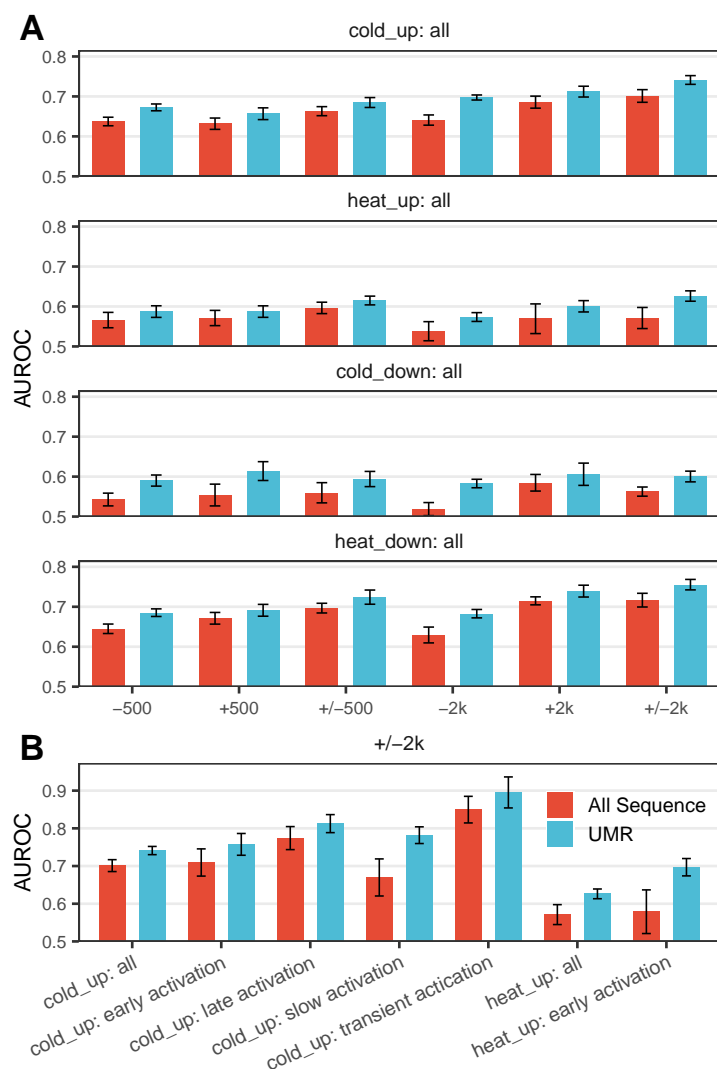 A
cold_up: all
0.8
0.7
0.6
0.5
heat_up: all
0.8
0.7
0.6
0.5
AUROC
cold_down: all
0.8
0.7
0.6
0.5
heat_down: all
0.8
0.7
0.6
0.5
−500 +500 +/−500 −2k +2k +/−2k
B
+/−2k
AUROC
0.9
0.8
0.7
0.6
0.5
All Sequence
UMR
cold_up: all
cold_up: early activation
cold_up: late activation
cold_up: slow activation
cold_up: transient actication
heat_up: all
heat_up: early activation